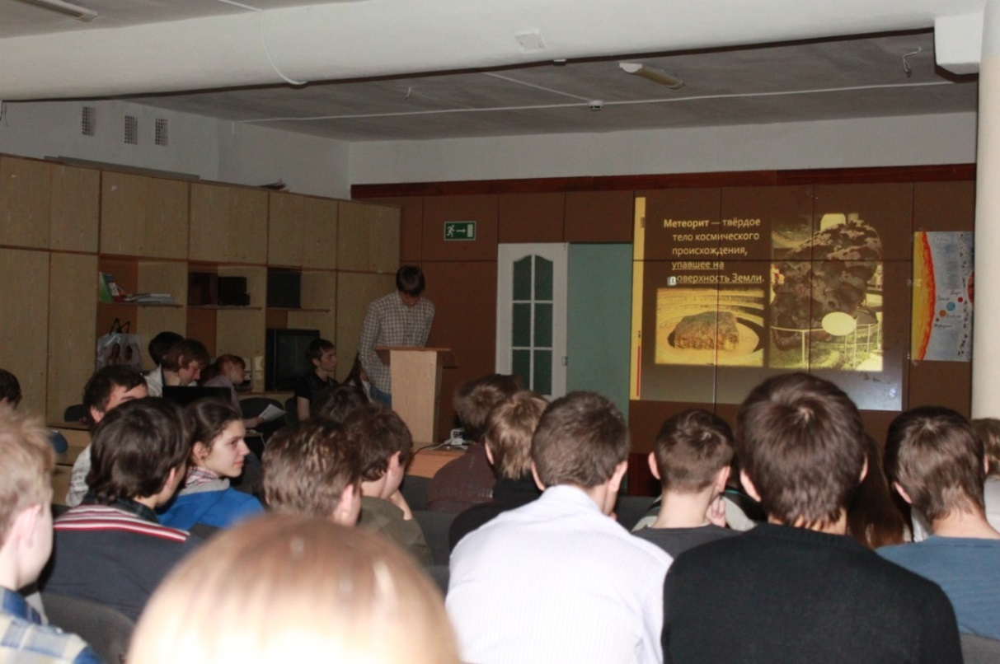 Метеорит — твёрдое
тело космического
происхождения,
упавшее на
поверхность Земли.